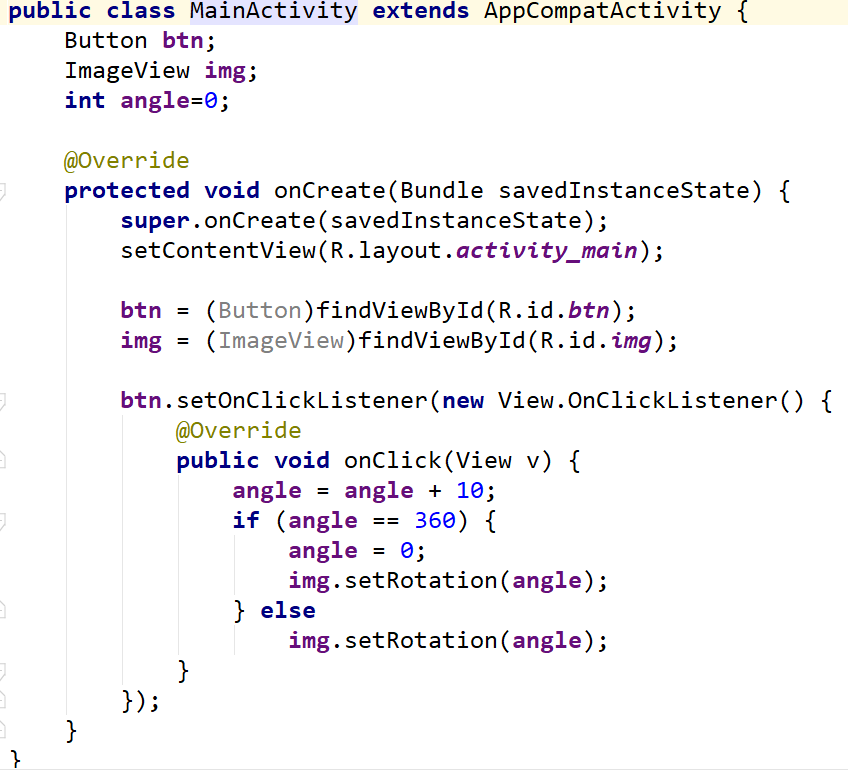 public class MainActivity extends AppCompatActivity {
    Button btn;
    ImageView img;
    int angle=0;

    @Override
    protected void onCreate(Bundle savedInstanceState) {
        super.onCreate(savedInstanceState);
        setContentView(R.layout.activity_main);

        btn = (Button)findViewById(R.id.btn);
        img = (ImageView)findViewById(R.id.img);

        btn.setOnClickListener(new View.OnClickListener() {
            @Override
            public void onClick(View v) {
                angle = angle + 10;
                if (angle == 360) {
                    angle = 0;
                    img.setRotation(angle);
                } else
                    img.setRotation(angle);
            }
        });
    }
}